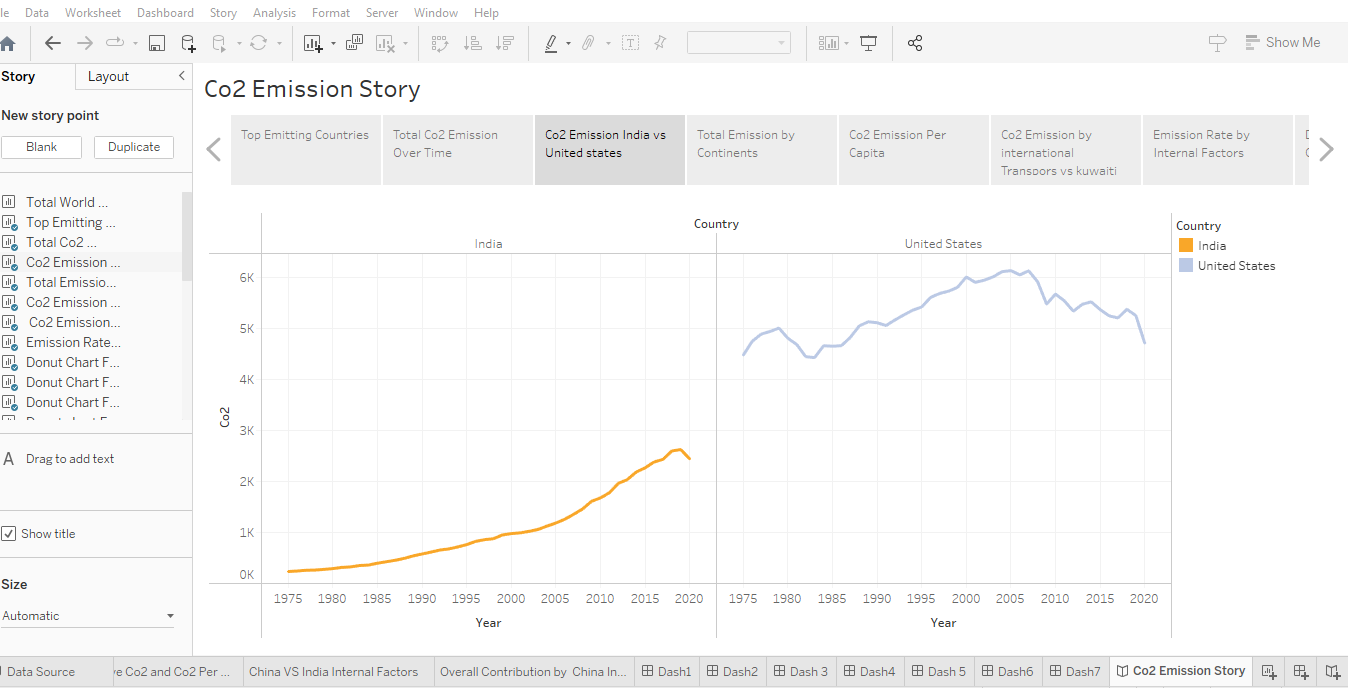 le Data Worksheet Dashboard Story Analysis Format Server Window Help
Show Me
Story Layout
New story point
Blank Duplicate
Total World ...
Top Emitting ...
Total Co2 ...
Co2 Emission ...
Total Emissio...
Co2 Emission ...
Co2 Emission...
Emission Rate...
Donut Chart F...
Donut Chart F...
Donut Chart F...
A Drag to add text
Show title
Size
Automatic
Co2 Emission Story
Top Emitting Countries
Total Co2 Emission
Over Time
Co2 Emission India vs
United states
Total Emission by
Continents
Co2 Emission Per
Capita
Co2 Emission by
international
Transpors vs kuwaiti
Emission Rate by
Internal Factors
Country
India United States
6K
5K
4K
3K
2K
1K
0K
Co2
1975 1980 1985 1990 1995 2000 2005 2010 2015 2020 1975 1980 1985 1990 1995 2000 2005 2010 2015 2020
Year Year
Country
India
United States
Data Source ve Co2 and Co2 Per ... China VS India Internal Factors Overall Contribution by China In... Dash1 Dash2 Dash 3 Dash4 Dash 5 Dash6 Dash7 Co2 Emission Story